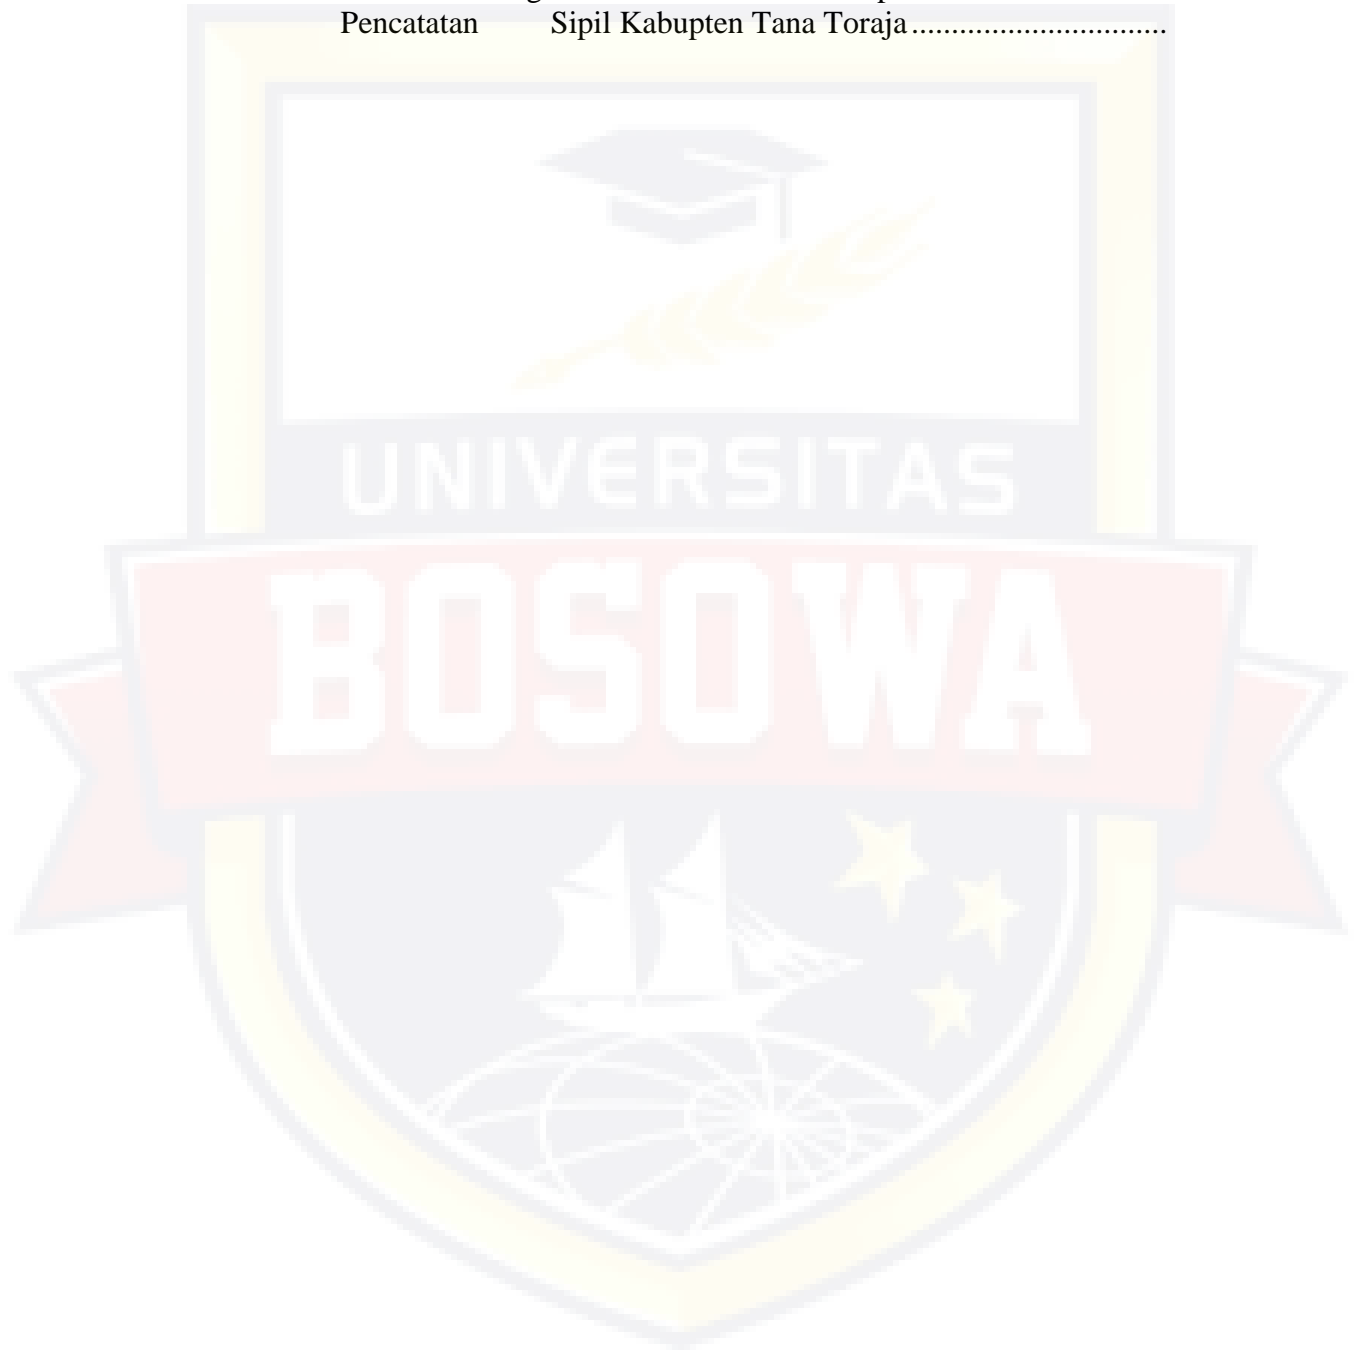 Pencatatan Sipil Kabupten Tana Toraja ................................
UNIVERSITAS
BOSOWA